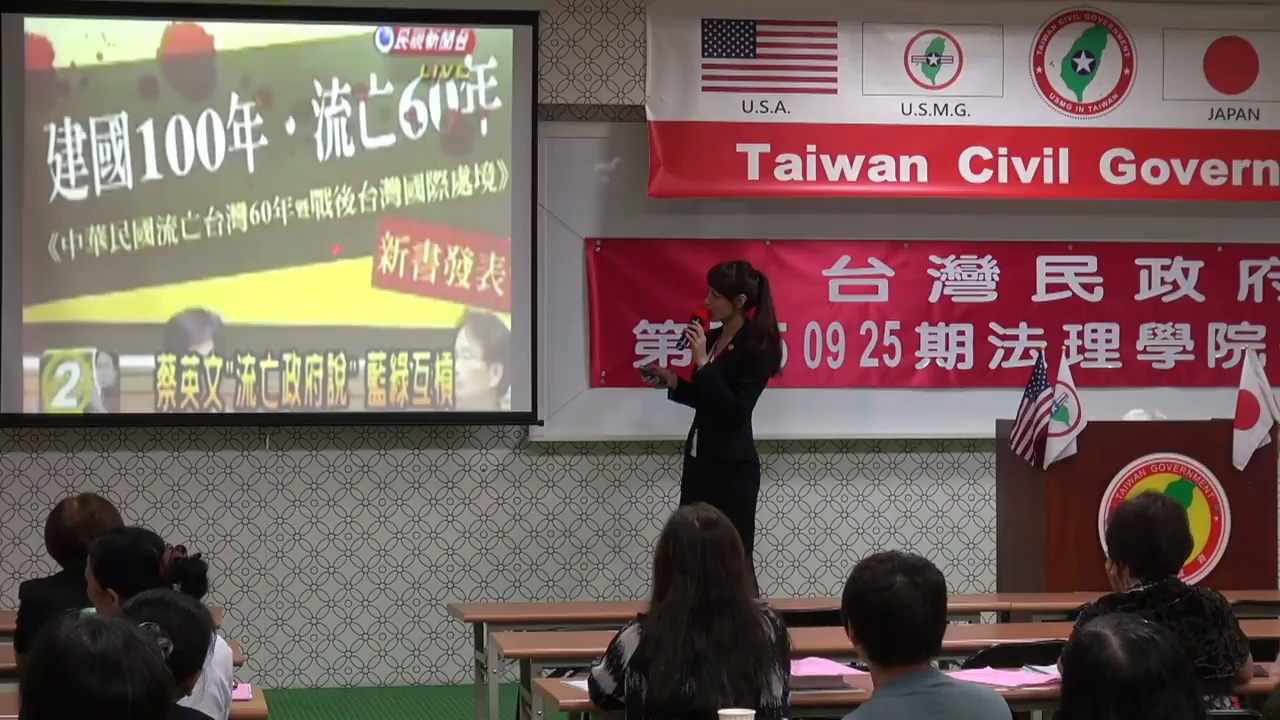 民視新聞台
LIVE
建國100年・流亡60年
《中華民國流亡台灣60年暨戰後台灣國際處境》
新書發表
2
蔡英文"流亡政府說" 藍綠互槓
U.S.A.
U.S.M.G.
TAIWAN CIVIL GOVERNMENT
USMG IN TAIWAN
JAPAN
Taiwan Civil Govern
台灣民政府
第 5 09 25 期法理學院
TAIWAN GOVERNMENT
府